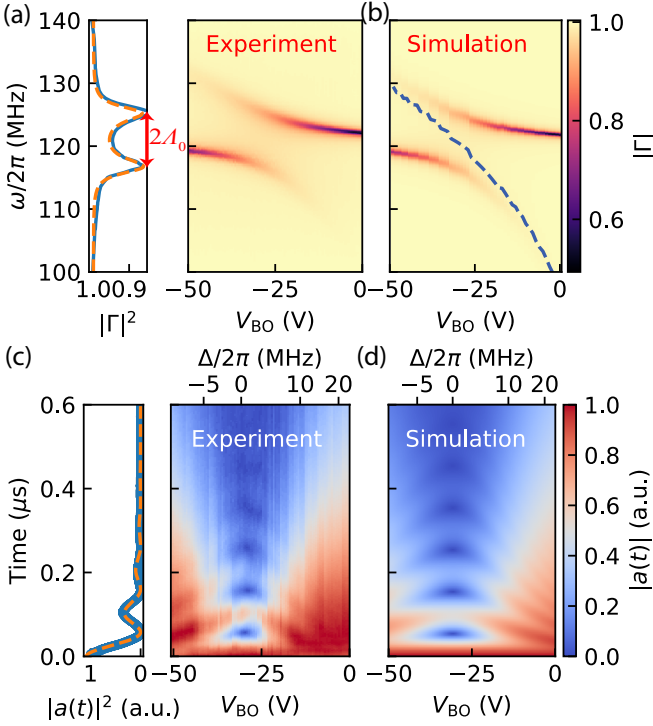 (a)
(b)
Experiment
Simulation
2Λ₀
ω/2π (MHz)
140
130
120
110
100
1.00.9
|Γ|²
−50
−25
0
V_BO (V)
−50
−25
0
V_BO (V)
1.0
0.8
0.6
|Γ|
(c)
(d)
Δ/2π (MHz)
−5
0
10
20
Δ/2π (MHz)
−5
0
10
20
Experiment
Simulation
Time (μs)
0.6
0.4
0.2
0.0
1
0
|a(t)|² (a.u.)
−50
−25
0
V_BO (V)
−50
−25
0
V_BO (V)
1.0
0.8
0.6
0.4
0.2
0.0
|a(t)| (a.u.)